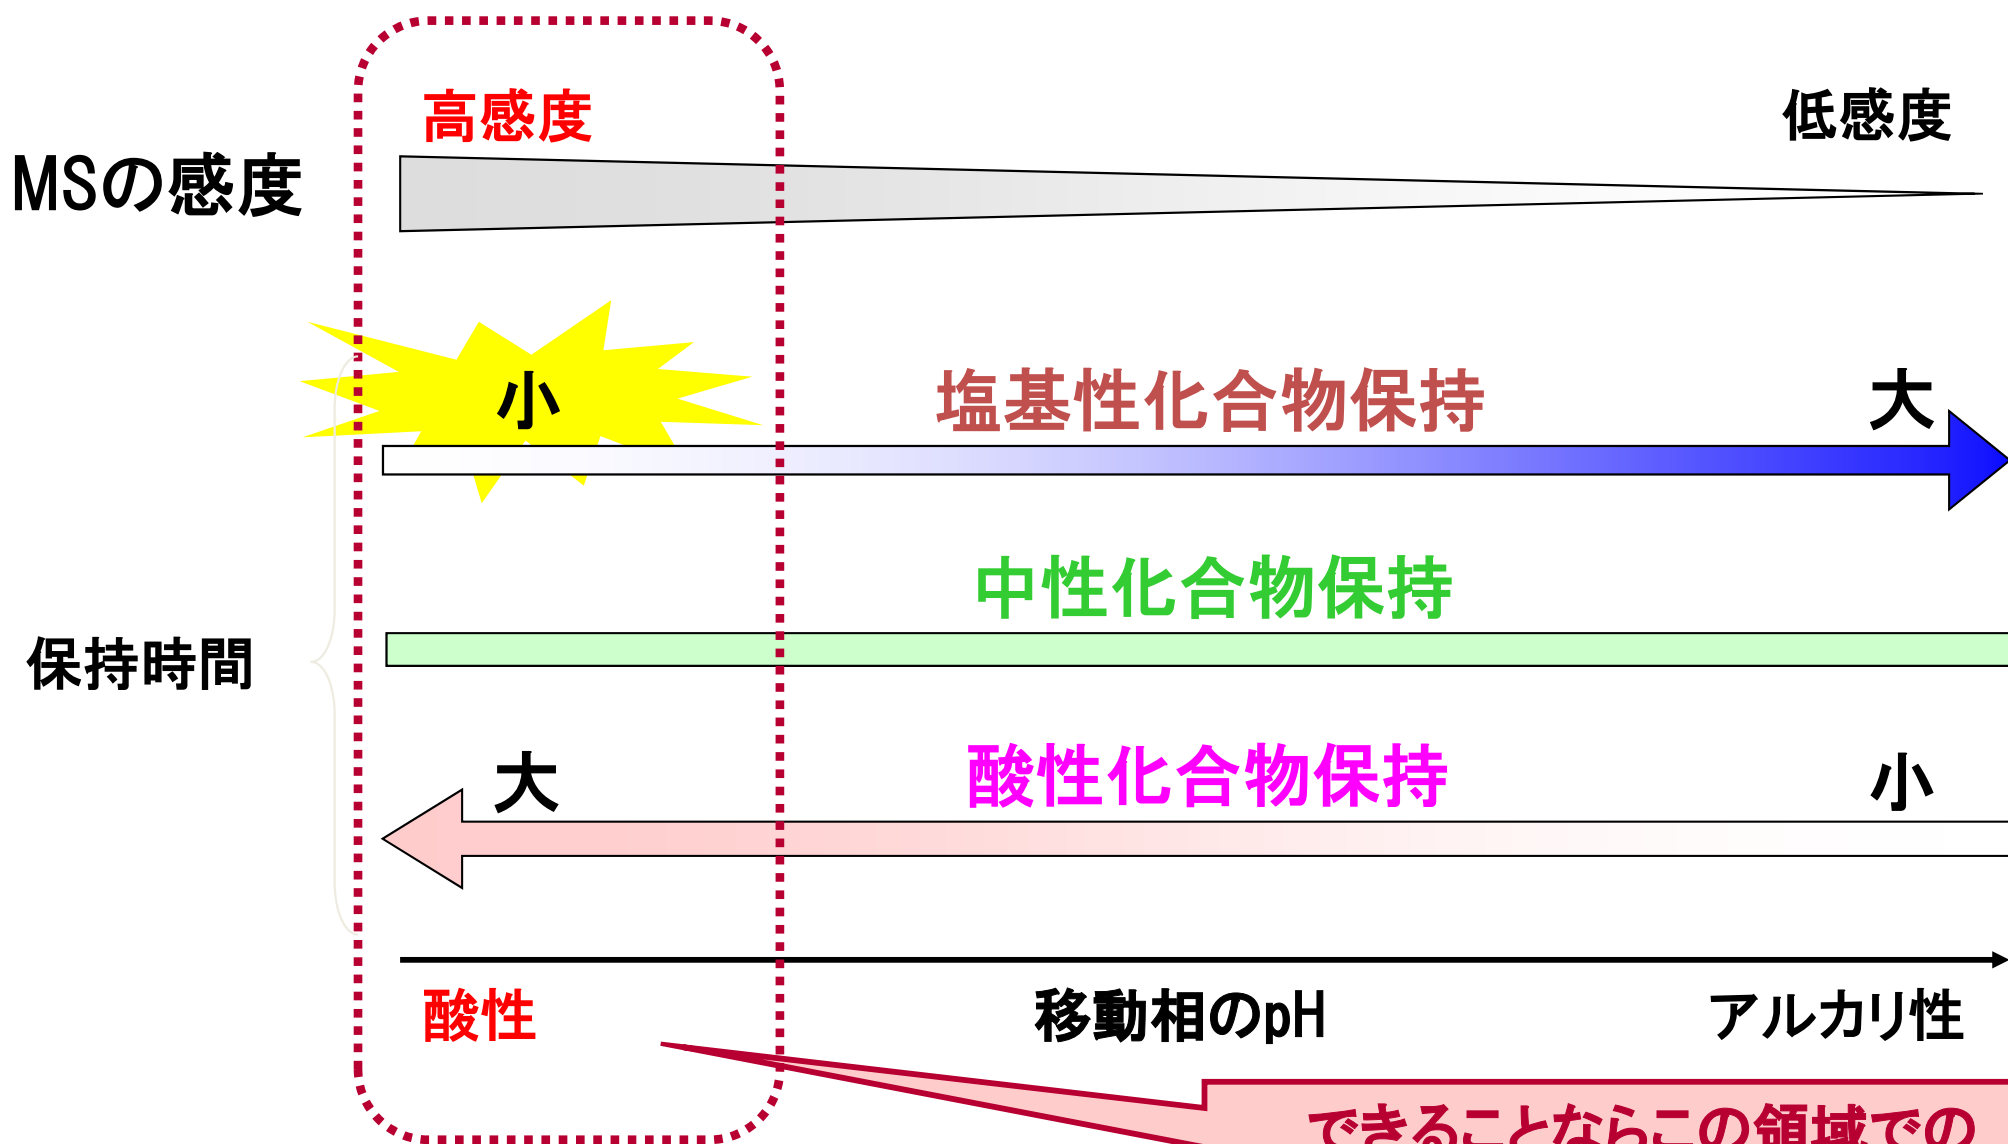 高感度
低感度
MSの感度
小
塩基性化合物保持
大
中性化合物保持
保持時間
大
酸性化合物保持
小
酸性
移動相のpH
アルカリ性
できることならこの領域での